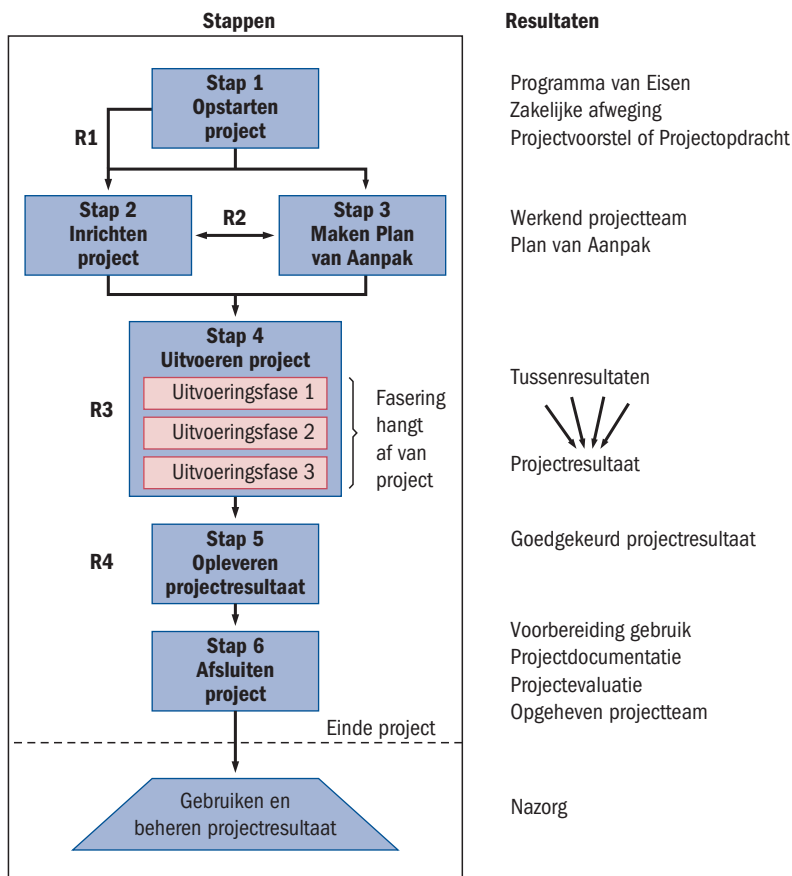 Stappen
Resultaten
Stap 1
Opstarten
project
Programma van Eisen
Zakelijke afweging
Projectvoorstel of Projectopdracht
R1
Stap 2
Inrichten
project
R2
Stap 3
Maken Plan
van Aanpak
Werkend projectteam
Plan van Aanpak
Stap 4
Uitvoeren project
Uitvoeringsfase 1
Uitvoeringsfase 2
Uitvoeringsfase 3
R3
Fasering
hangt
af van
project
Tussenresultaten
Projectresultaat
R4
Stap 5
Opleveren
projectresultaat
Goedgekeurd projectresultaat
Stap 6
Afsluiten
project
Voorbereiding gebruik
Projectdocumentatie
Projectevaluatie
Opgeheven projectteam
Einde project
Gebruiken en
beheren projectresultaat
Nazorg